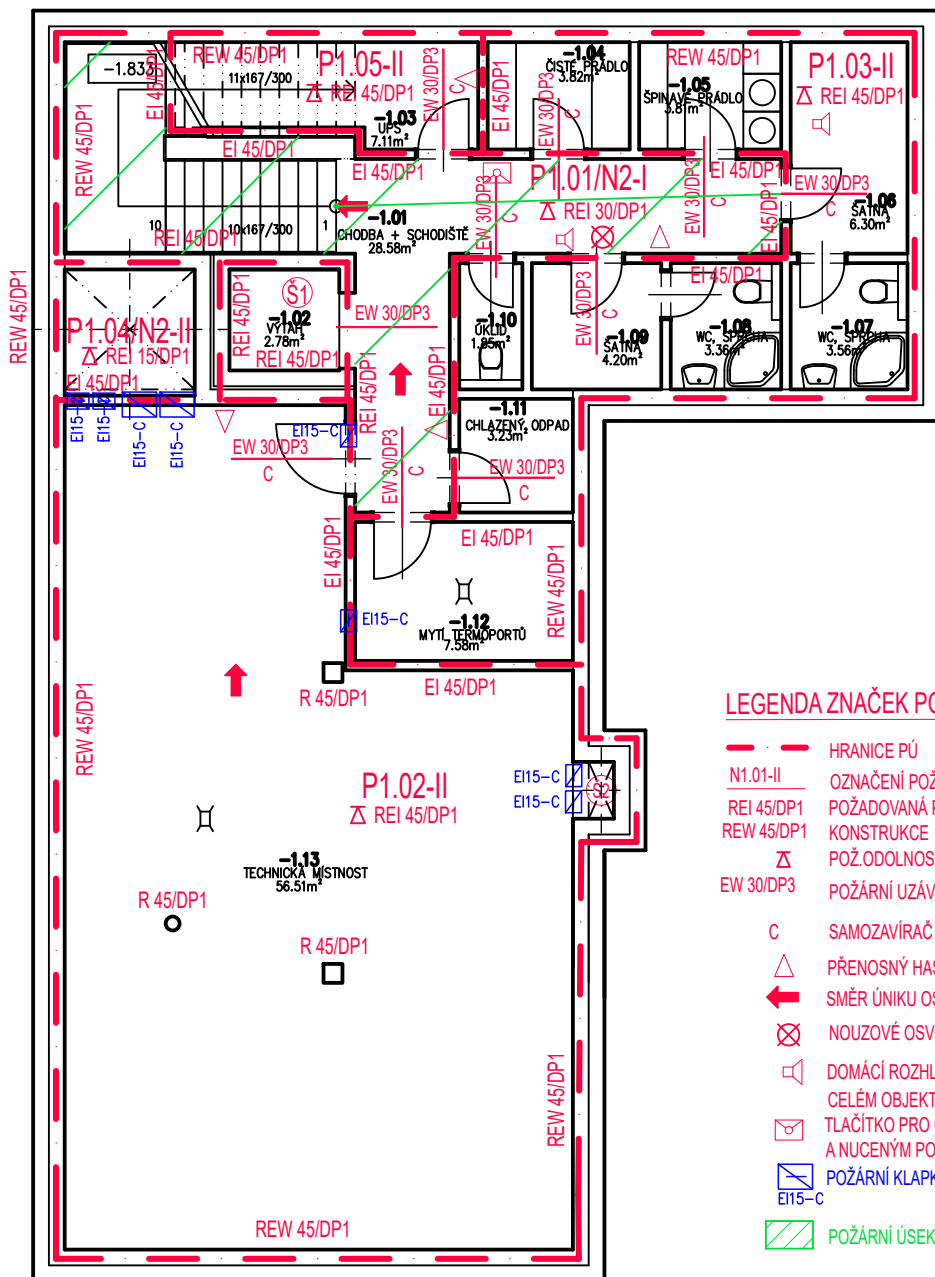 REW 45/DP1
P1.05-II
REI 45/DP1
-1.833
11x167/300
EI 45/DP1
EW 30/DP3
C
-1.03
UPS
7.11m²
EI 45/DP1
EI 45/DP1
EI 45/DP1
-1.04
ČISTÉ PRÁDLO
3.82m²
EW 30/DP3
C
REW 45/DP1
-1.05
ŠPINAVÉ PRÁDLO
3.81m²
P1.03-II
REI 45/DP1
REW 45/DP1
P1.01/N2-I
REI 30/DP1
EW 30/DP3
C
EW 30/DP3
C
EI 45/DP1
EI 45/DP1
EW 30/DP3
C
-1.06
ŠATNA
6.30m²
-1.01
CHODBA + SCHODIŠTĚ
28.58m²
10
10x167/300
1
REI 45/DP1
EI 45/DP1
REW 45/DP1
P1.04/N2-II
REI 15/DP1
EI 45/DP1
REI 45/DP1
Š1
-1.02
VÝTAH
2.78m²
REI 45/DP1
EW 30/DP3
REI 45/DP1
EI 45/DP1
-1.10
ÚKLID
1.85m²
EW 30/DP3
C
-1.09
ŠATNA
4.20m²
-1.08
WC, SPRCHA
3.36m²
-1.07
WC, SPRCHA
3.56m²
EI15-C
EI15-C
EI15-C
EW 30/DP3
C
EW 30/DP3
C
-1.11
CHLAZENÝ ODPAD
3.23m²
EW 30/DP3
C
EI 45/DP1
EI 45/DP1
EI15-C
-1.12
MYTÍ TERMOPORTŮ
7.58m²
REW 45/DP1
EI 45/DP1
R 45/DP1
REW 45/DP1
P1.02-II
REI 45/DP1
EI15-C
EI15-C
Š2
-1.13
TECHNICKÁ MÍSTNOST
56.51m²
R 45/DP1
R 45/DP1
REW 45/DP1
REW 45/DP1
LEGENDA ZNAČEK PO
HRANICE PÚ
N1.01-II
OZNAČENÍ POŽ
REI 45/DP1
POŽADOVANÁ P
REW 45/DP1
KONSTRUKCE
POŽ.ODOLNOS
EW 30/DP3
POŽÁRNÍ UZÁV
C
SAMOZAVÍRAČ
PŘENOSNÝ HAS
SMĚR ÚNIKU OS
NOUZOVÉ OSV
DOMÁCÍ ROZHL
CELÉM OBJEKT
TLAČÍTKO PRO
A NUCENÝM PO
POŽÁRNÍ KLAPK
EI15-C
POŽÁRNÍ ÚSEK